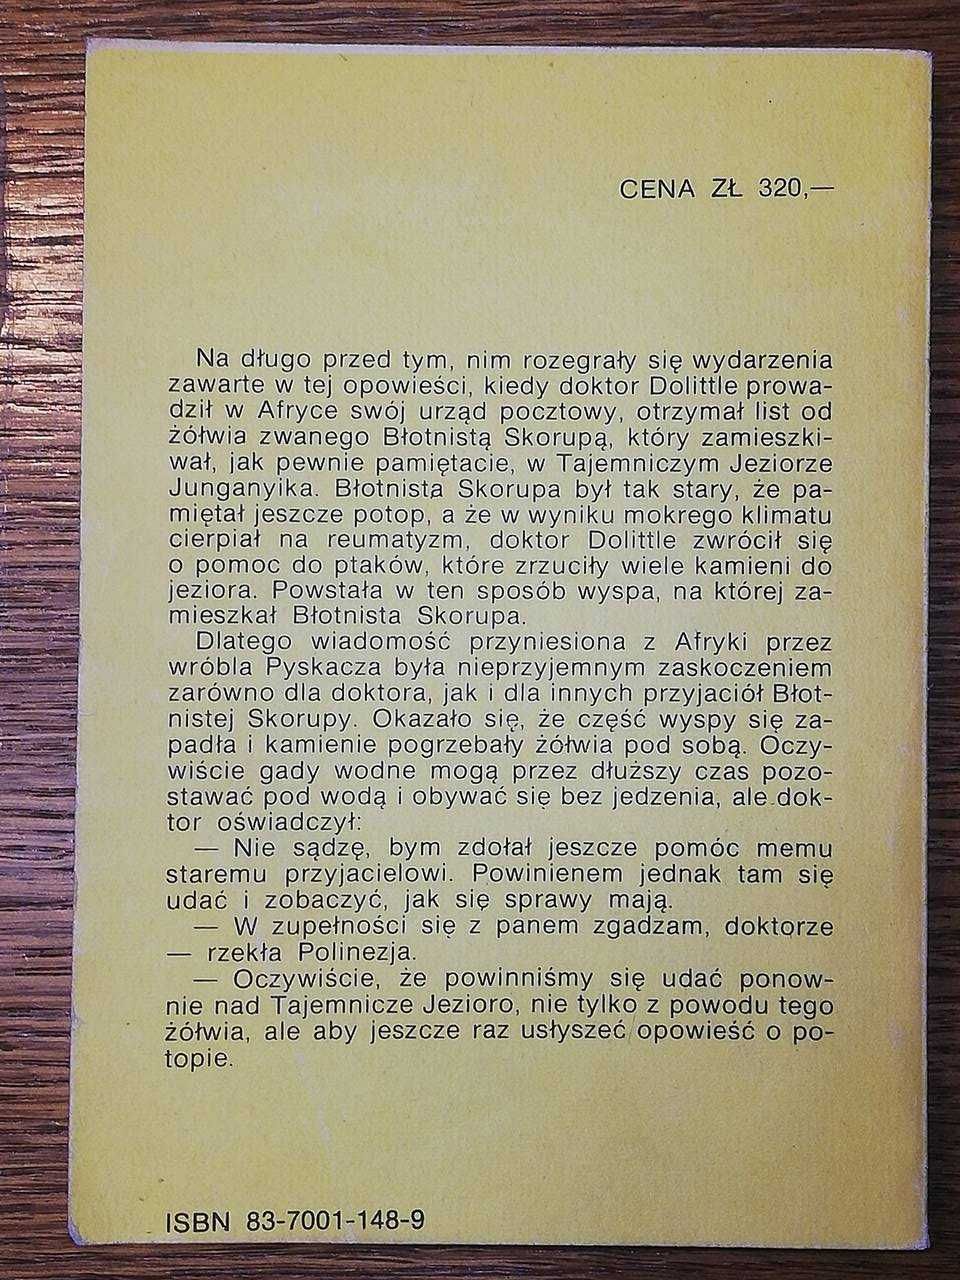 CENA ZŁ 320,—
Na długo przed tym, nim rozegrały się wydarzenia
zawarte w tej opowieści, kiedy doktor Dolittle prowa-
dził w Afryce swój urząd pocztowy, otrzymał list od
żółwia zwanego Błotnistą Skorupą, który zamieszki-
wał, jak pewnie pamiętacie, w Tajemniczym Jeziorze
Junganyika. Błotnista Skorupa był tak stary, że pa-
miętał jeszcze potop, a że w wyniku mokrego klimatu
cierpiał na reumatyzm, doktor Dolittle zwrócił się
o pomoc do ptaków, które zrzuciły wiele kamieni do
jeziora. Powstała w ten sposób wyspa, na której za-
mieszkał Błotnista Skorupa.
Dlatego wiadomość przyniesiona z Afryki przez
wróbla Pyskacza była nieprzyjemnym zaskoczeniem
zarówno dla doktora, jak i dla innych przyjaciół Błot-
nistej Skorupy. Okazało się, że część wyspy się za-
padła i kamienie pogrzebały żółwia pod sobą. Oczy-
wiście gady wodne mogą przez dłuższy czas pozo-
stawać pod wodą i obywać się bez jedzenia, ale dok-
tor oświadczył:
— Nie sądzę, bym zdołał jeszcze pomóc memu
staremu przyjacielowi. Powinienem jednak tam się
udać i zobaczyć, jak się sprawy mają.
— W zupełności się z panem zgadzam, doktorze
— rzekła Polinezja.
— Oczywiście, że powinniśmy się udać ponow-
nie nad Tajemnicze Jezioro, nie tylko z powodu tego
żółwia, ale aby jeszcze raz usłyszeć opowieść o po-
topie.
ISBN 83-7001-148-9